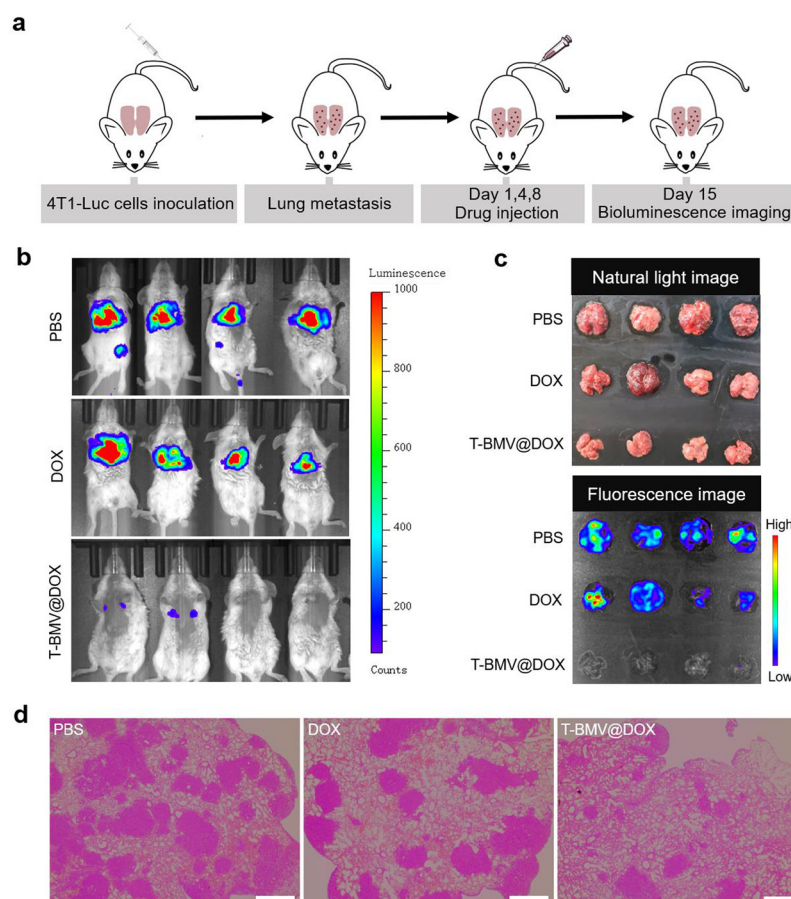 a
4T1-Luc cells inoculation
Lung metastasis
Day 1,4,8
Drug injection
Day 15
Bioluminescence imaging
b
PBS
DOX
T-BMV@DOX
Luminescence
1000
800
600
400
200
Counts
c
Natural light image
PBS
DOX
T-BMV@DOX
Fluorescence image
PBS
DOX
T-BMV@DOX
High
Low
d
PBS
DOX
T-BMV@DOX